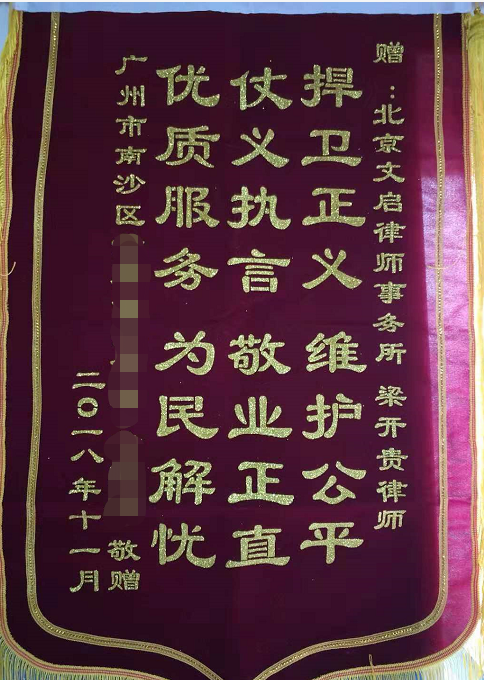 赠：北京文启律师事务所 梁开贵律师
捍卫正义 维护公平
仗义执言 敬业正直
优质服务 为民解忧
广州市南沙区
敬赠
二〇一八年十一月